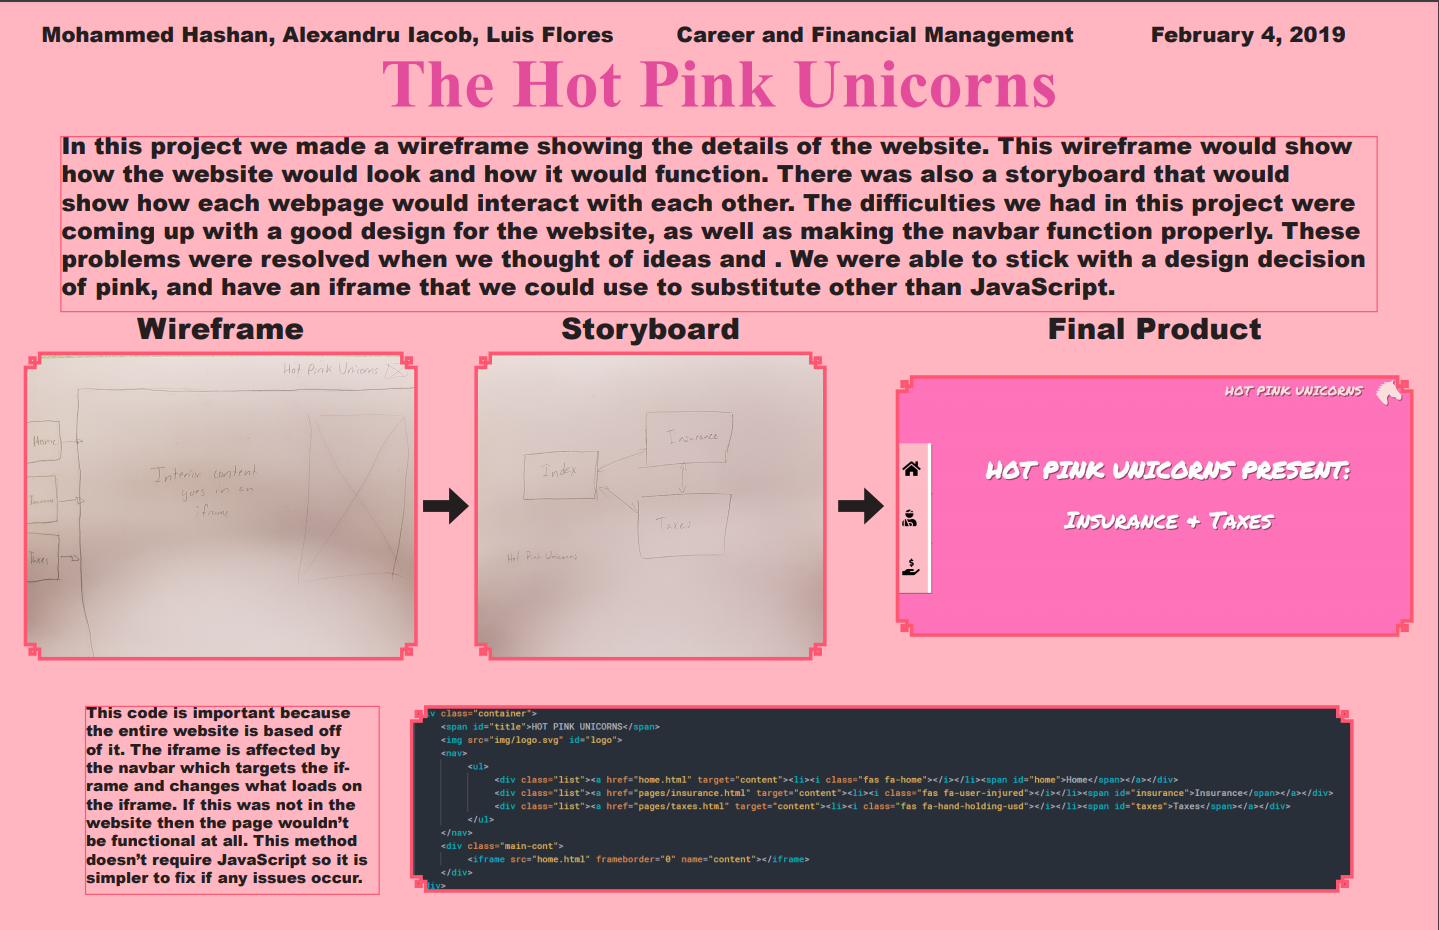 Mohammed Hashan, Alexandru Iacob, Luis Flores Career and Financial Management February 4, 2019
The Hot Pink Unicorns
In this project we made a wireframe showing the details of the website. This wireframe would show
how the website would look and how it would function. There was also a storyboard that would
show how each webpage would interact with each other. The difficulties we had in this project were
coming up with a good design for the website, as well as making the navbar function properly. These
problems were resolved when we thought of ideas and . We were able to stick with a design decision
of pink, and have an iframe that we could use to substitute other than JavaScript.
Wireframe
Hot Pink Unicorns
Home
Insurance
Taxes
Interior content
goes in an
iframe
Storyboard
Insurance
Index
Taxes
Hot Pink Unicorns
Final Product
HOT PINK UNICORNS
HOT PINK UNICORNS PRESENT:
INSURANCE & TAXES
This code is important because
the entire website is based off
of it. The iframe is affected by
the navbar which targets the if-
rame and changes what loads on
the iframe. If this was not in the
website then the page wouldn't
be functional at all. This method
doesn't require JavaScript so it is
simpler to fix if any issues occur.
v class="container">
<span id="title">HOT PINK UNICORNS</span>
<img src="img/logo.svg" id="logo">
<nav>
<ul>
<div class="list"><a href="home.html" target="content"><li><i class="fas fa-home"></i></li><span id="home">Home</span></a></div>
<div class="list"><a href="pages/insurance.html" target="content"><li><i class="fas fa-user-injured"></i></li><span id="insurance">Insurance</span></a></div>
<div class="list"><a href="pages/taxes.html" target="content"><li><i class="fas fa-hand-holding-usd"></i></li><span id="taxes">Taxes</span></a></div>
</ul>
</nav>
<div class="main-cont">
<iframe src="home.html" frameborder="0" name="content"></iframe>
</div>
div>